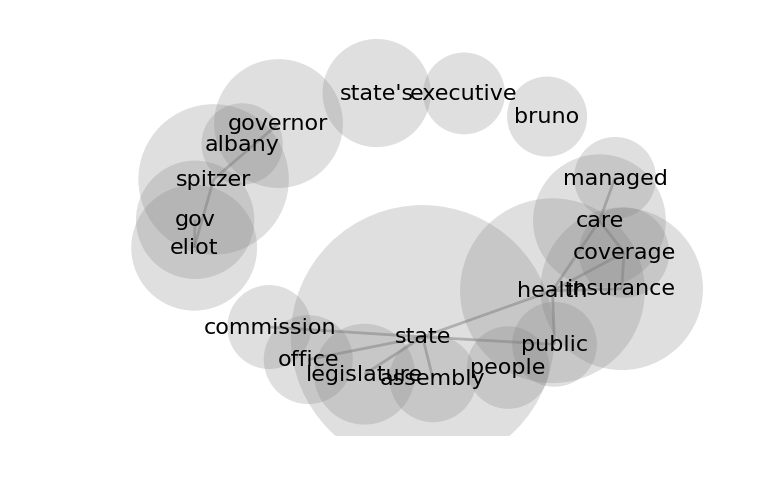 state's
executive
bruno
governor
albany
spitzer
managed
gov
care
eliot
coverage
health
insurance
commission
state
office
public
legislature
assembly
people